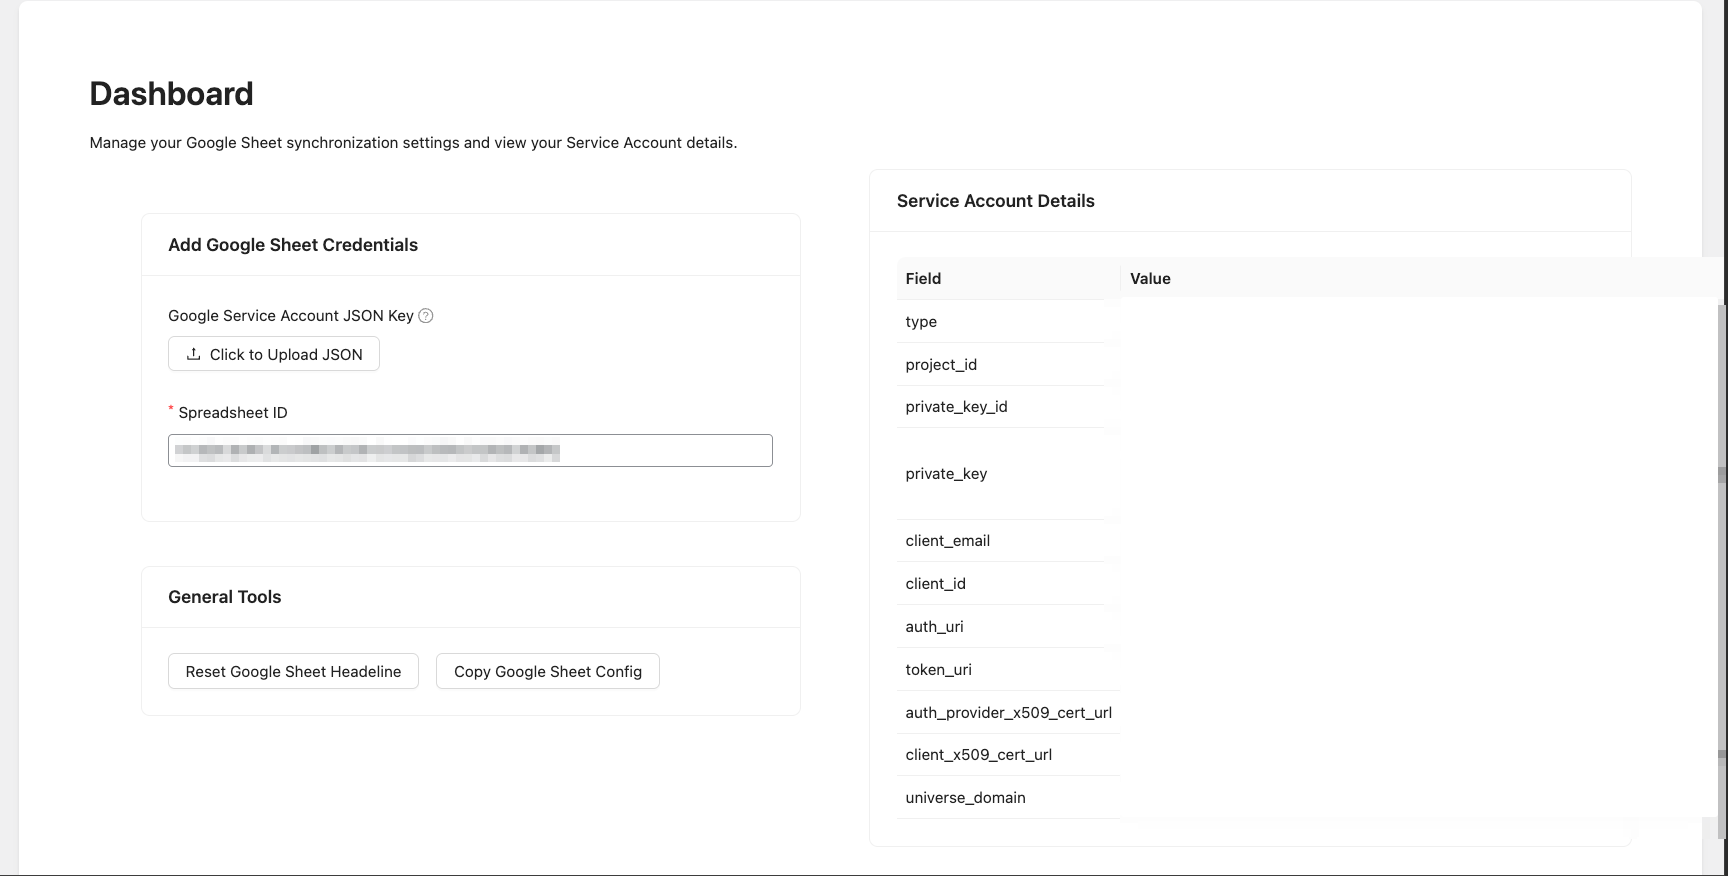 Dashboard
Manage your Google Sheet synchronization settings and view your Service Account details.
Add Google Sheet Credentials
Google Service Account JSON Key
Click to Upload JSON
* Spreadsheet ID
General Tools
Reset Google Sheet Headeline
Copy Google Sheet Config
Service Account Details
Field Value
type
project_id
private_key_id
private_key
client_email
client_id
auth_uri
token_uri
auth_provider_x509_cert_url
client_x509_cert_url
universe_domain